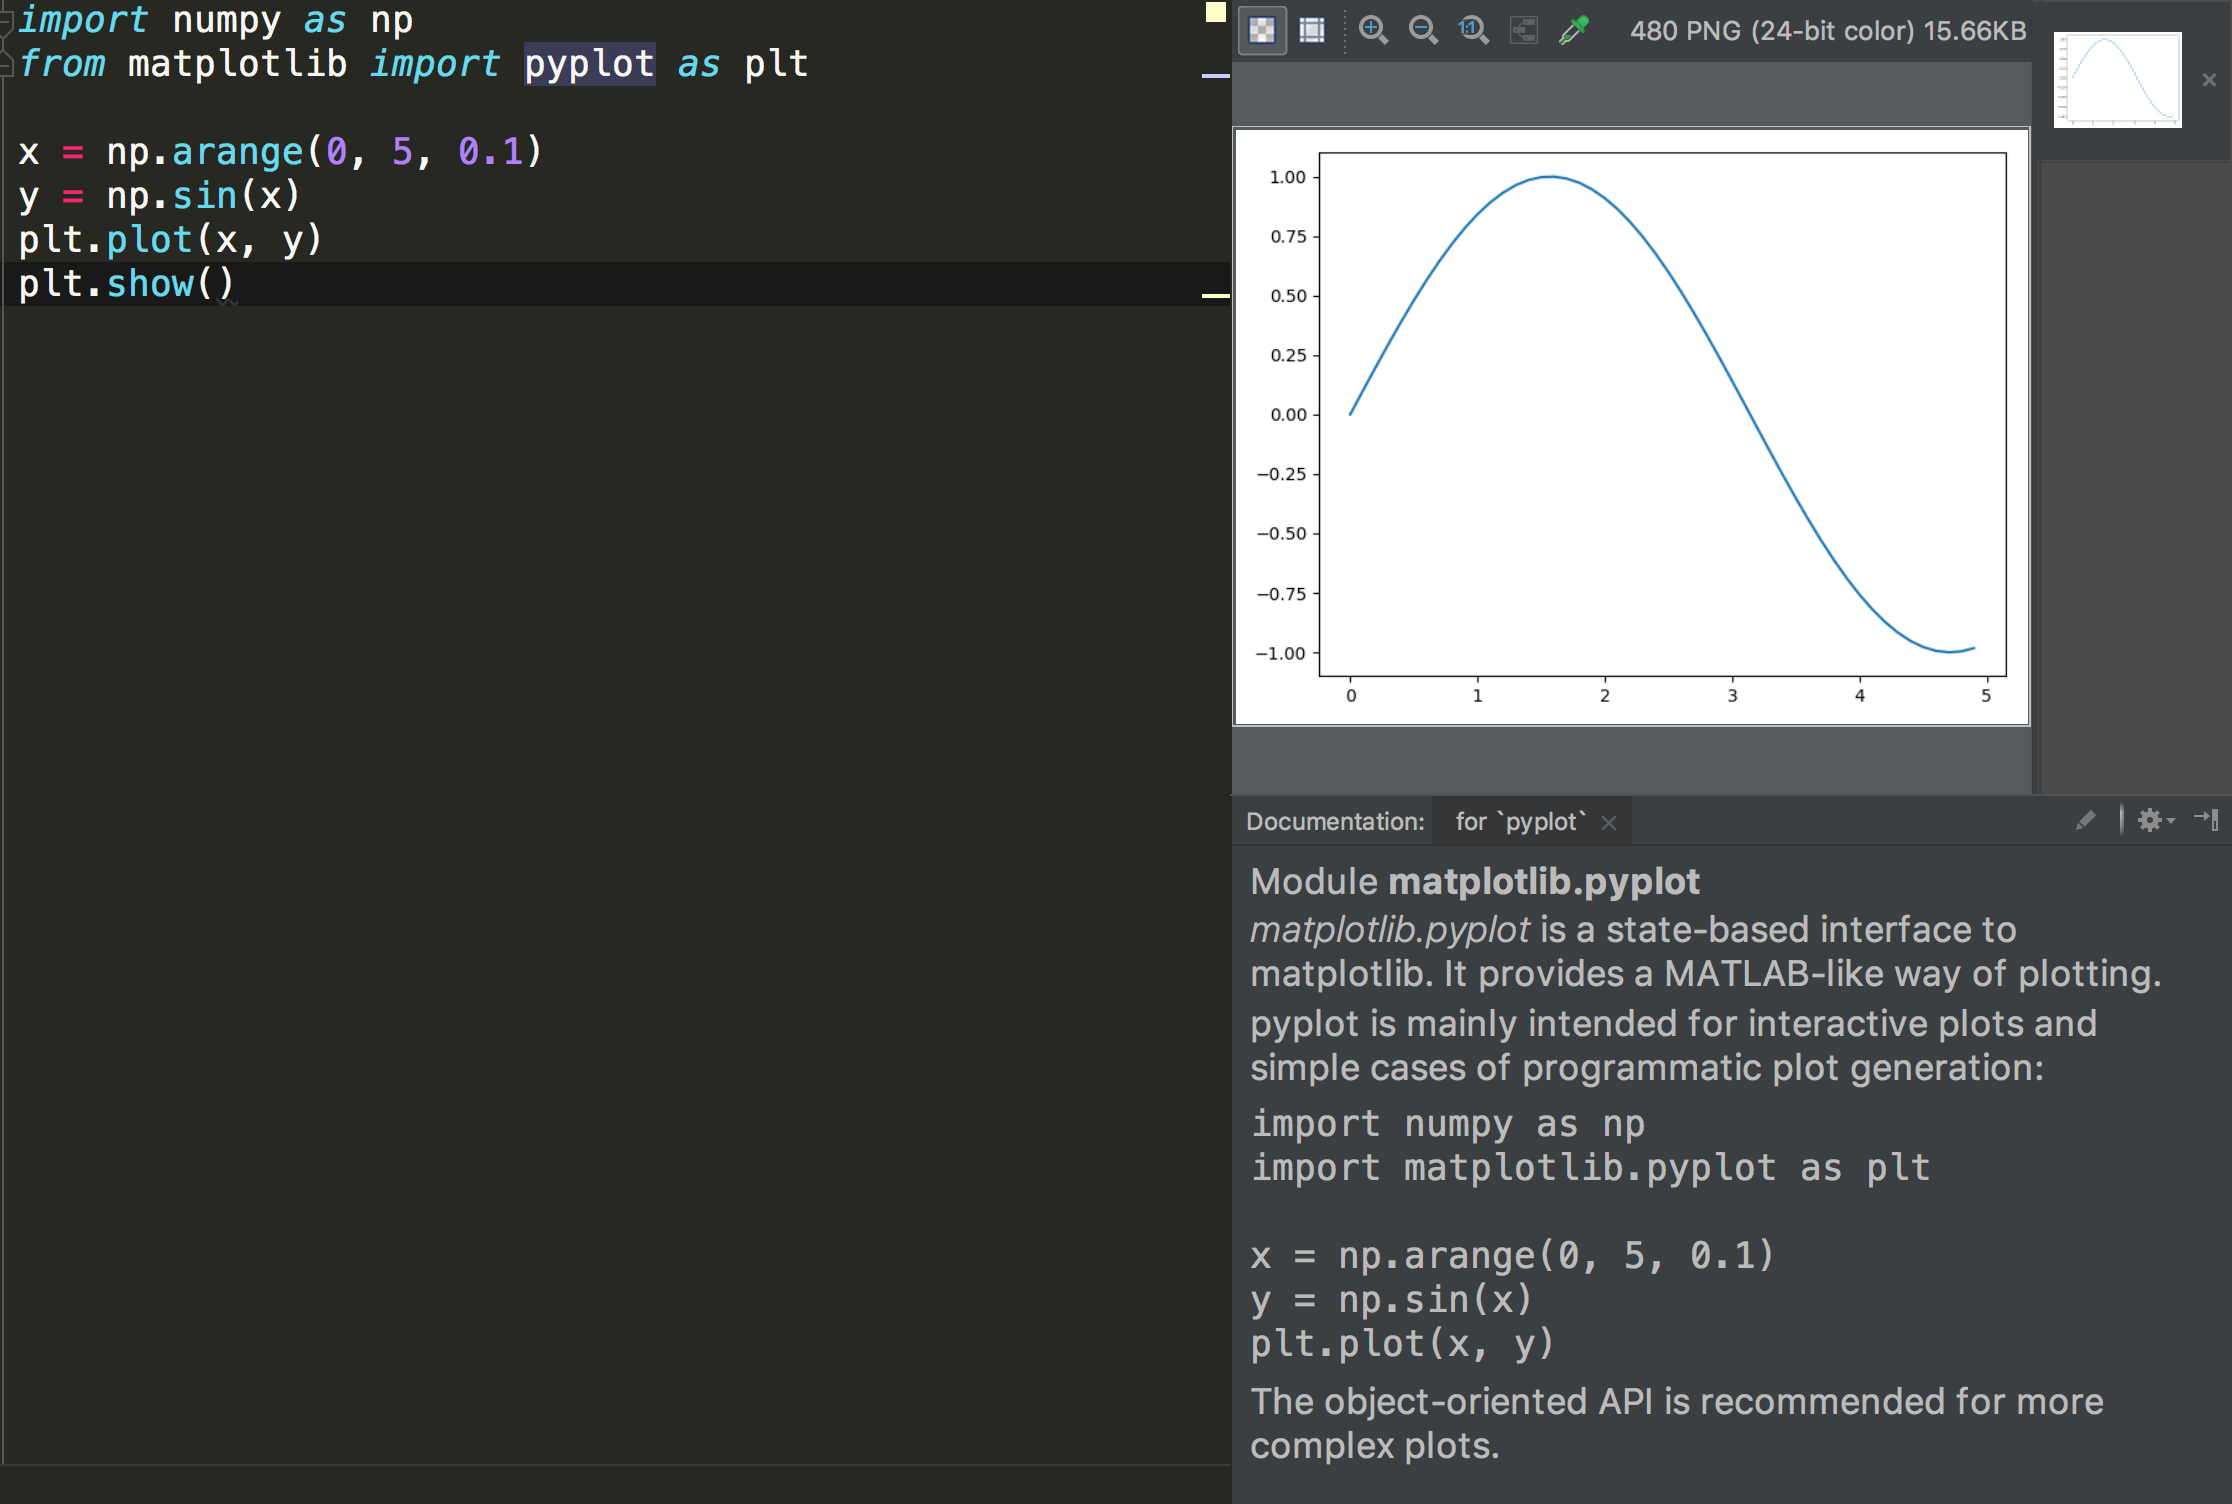 import numpy as np
from matplotlib import pyplot as plt
x = np.arange(0, 5, 0.1)
y = np.sin(x)
plt.plot(x, y)
plt.show()
1:1
480 PNG (24-bit color) 15.66KB
1.00
0.75
0.50
0.25
0.00
−0.25
−0.50
−0.75
−1.00
0 1 2 3 4 5
Documentation: for `pyplot`
Module matplotlib.pyplot
matplotlib.pyplot is a state-based interface to
matplotlib. It provides a MATLAB-like way of plotting.
pyplot is mainly intended for interactive plots and
simple cases of programmatic plot generation:
import numpy as np
import matplotlib.pyplot as plt
x = np.arange(0, 5, 0.1)
y = np.sin(x)
plt.plot(x, y)
The object-oriented API is recommended for more
complex plots.